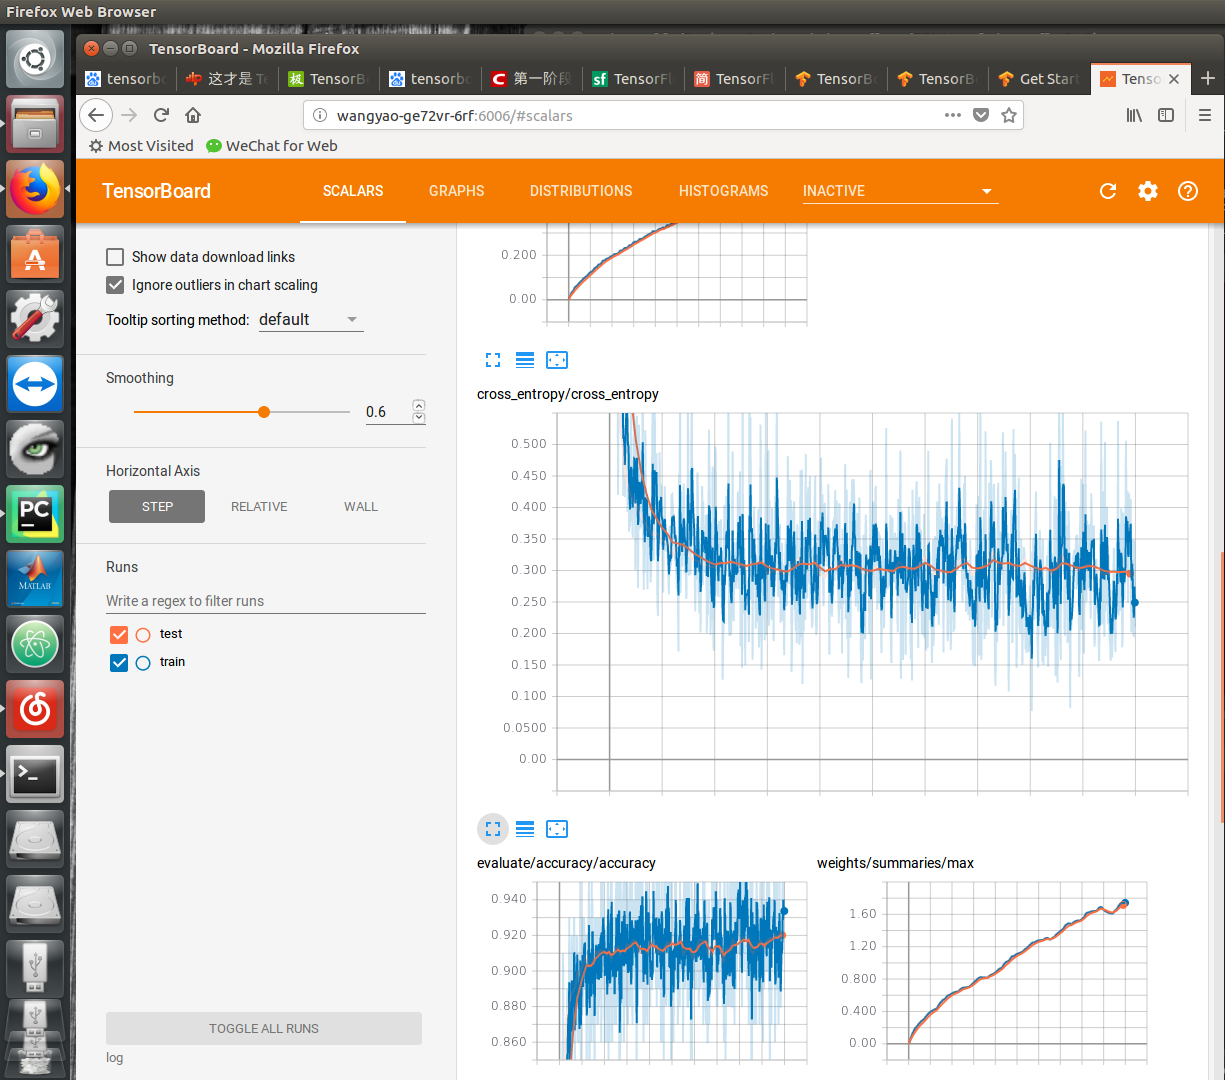 Firefox Web Browser
TensorBoard - Mozilla Firefox
tensorbo
这才是 Te
TensorB
tensorbo
第一阶段
TensorFl
TensorFl
TensorBo
TensorBo
Get Start
Tenso
wangyao-ge72vr-6rf:6006/#scalars
Most Visited
WeChat for Web
TensorBoard
SCALARS
GRAPHS
DISTRIBUTIONS
HISTOGRAMS
INACTIVE
Show data download links
Ignore outliers in chart scaling
Tooltip sorting method: default
Smoothing
0.6
Horizontal Axis
STEP
RELATIVE
WALL
Runs
Write a regex to filter runs
test
train
TOGGLE ALL RUNS
log
0.200
0.00
cross_entropy/cross_entropy
0.500
0.450
0.400
0.350
0.300
0.250
0.200
0.150
0.100
0.0500
0.00
evaluate/accuracy/accuracy
0.940
0.920
0.900
0.880
0.860
weights/summaries/max
1.60
1.20
0.800
0.400
0.00
PC
MATLAB